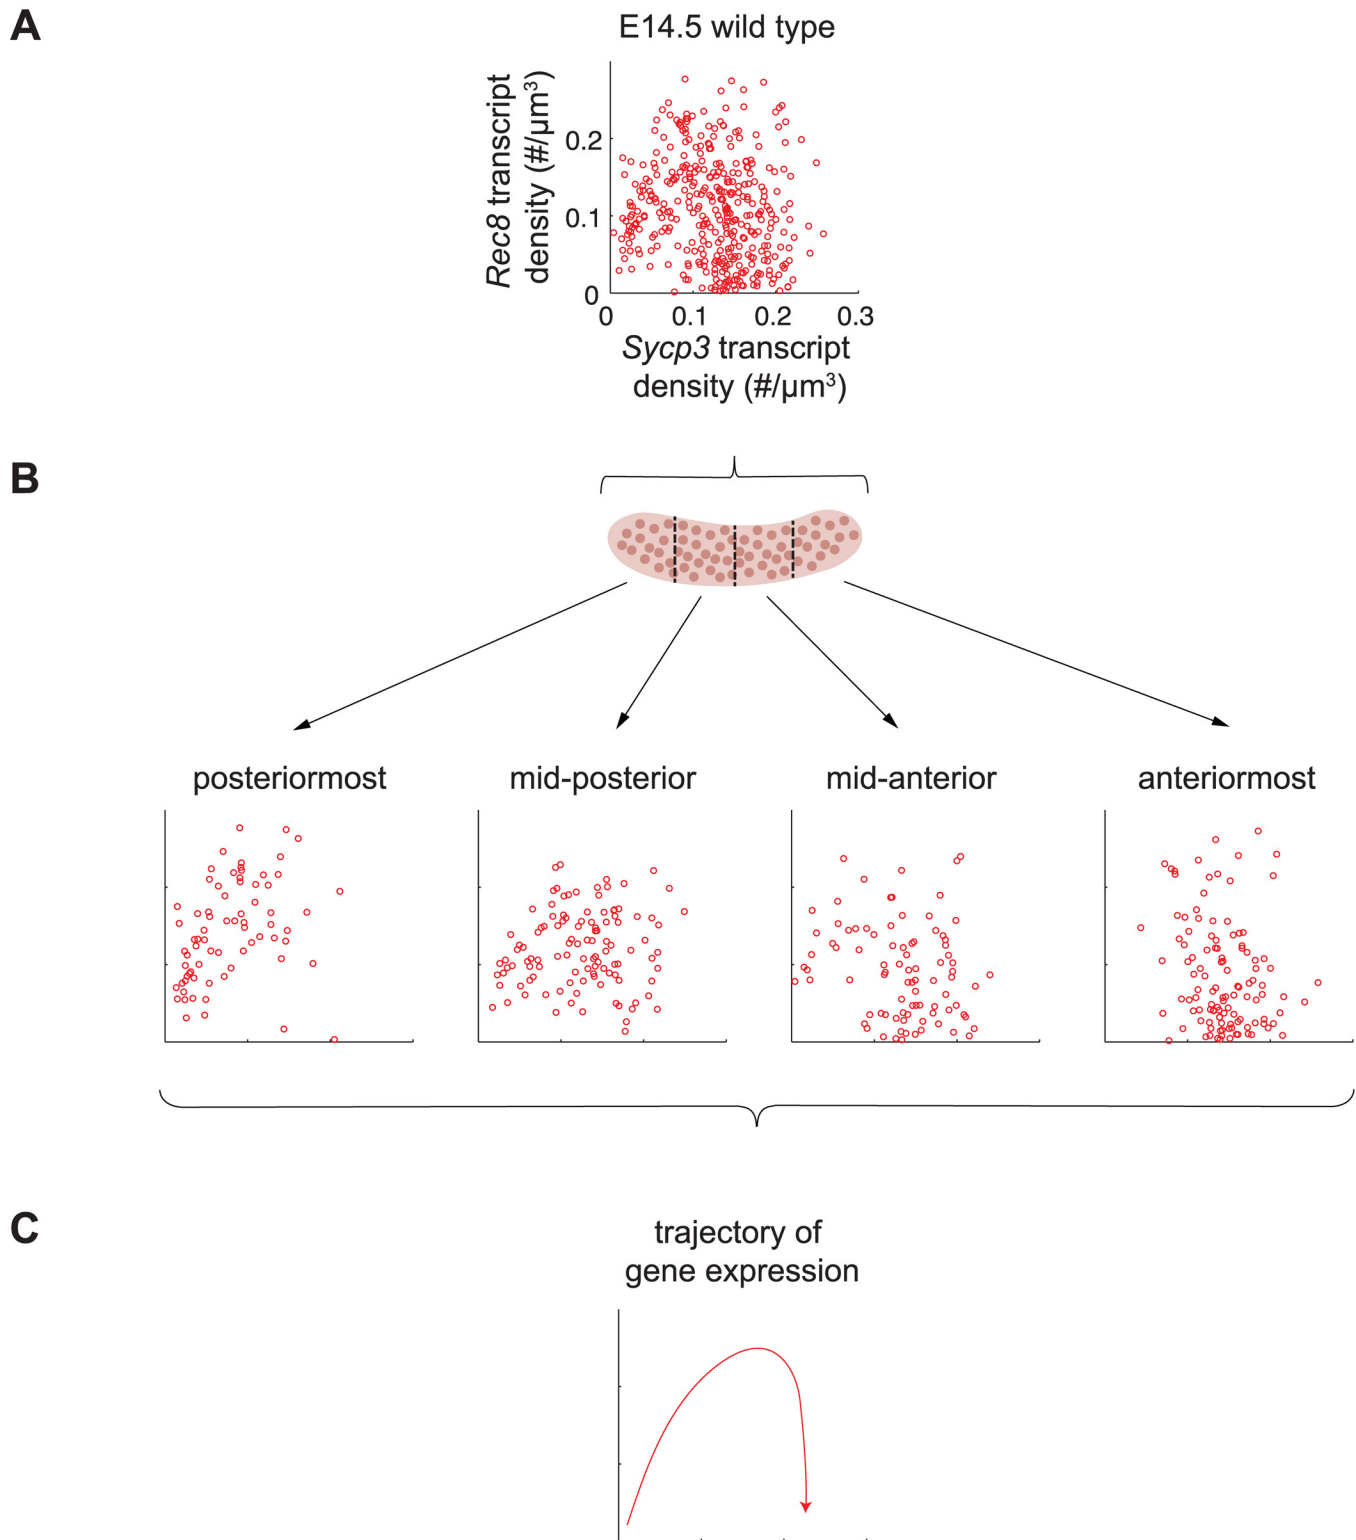 A
E14.5 wild type
Rec8 transcript
density (#/μm³)
0.2
0.1
0
0
0.1
0.2
0.3
Sycp3 transcript
density (#/μm³)
B
posteriormost
mid-posterior
mid-anterior
anteriormost
C
trajectory of
gene expression